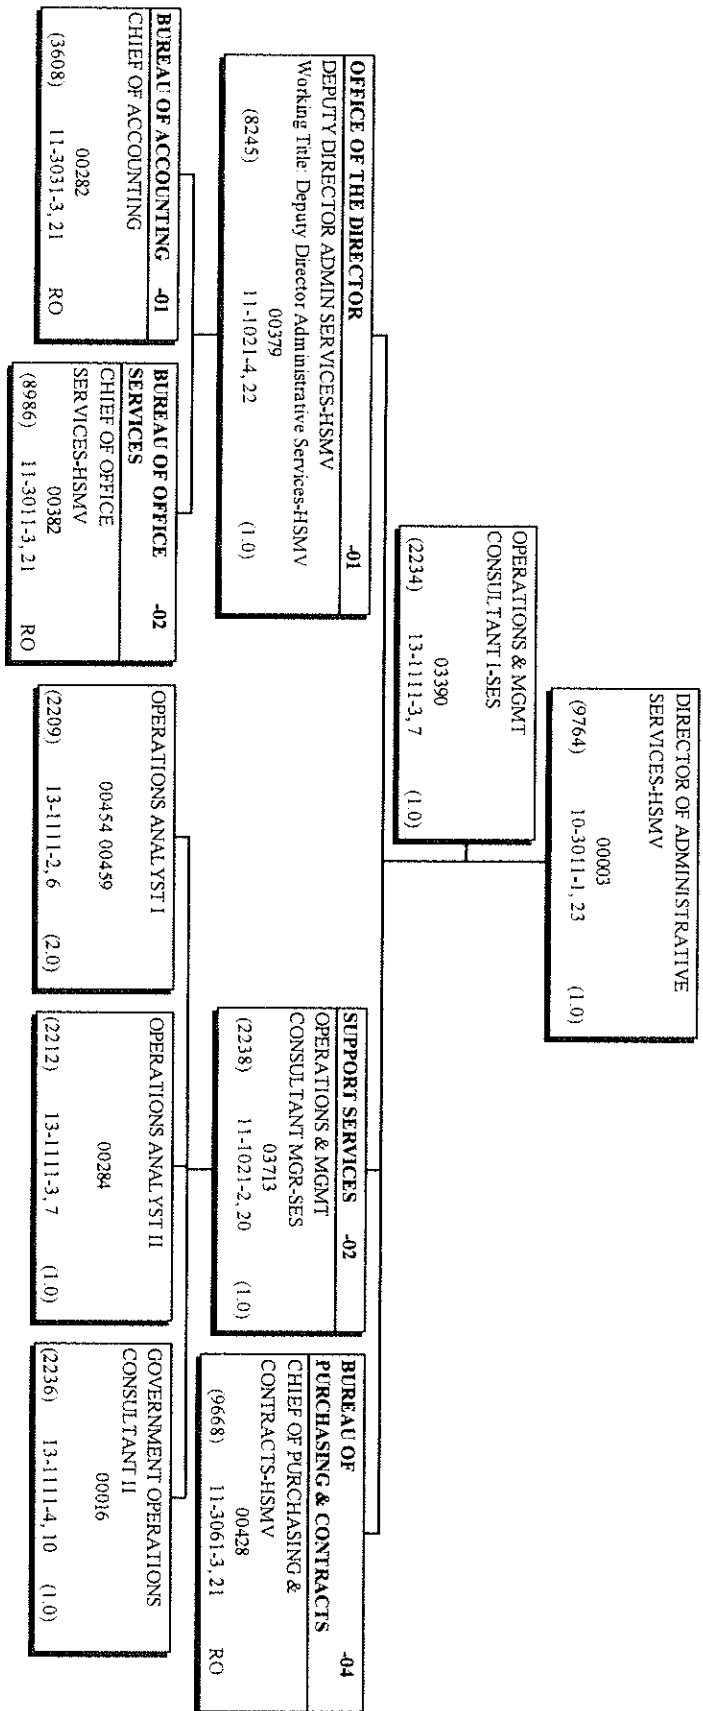 DIRECTOR OF ADMINISTRATIVE
SERVICES-HSMV
00003
(9764) 10-3011-1, 23 (1.0)
OPERATIONS & MGMT
CONSULTANT I-SES
03390
(2234) 13-1111-3, 7 (1.0)
OFFICE OF THE DIRECTOR -01
DEPUTY DIRECTOR ADMIN SERVICES-HSMV
Working Title: Deputy Director Administrative Services-HSMV
00379
(8245) 11-1021-4, 22 (1.0)
SUPPORT SERVICES -02
OPERATIONS & MGMT
CONSULTANT MGR-SES
03713
(2238) 11-1021-2, 20 (1.0)
BUREAU OF
PURCHASING & CONTRACTS -04
CHIEF OF PURCHASING &
CONTRACTS-HSMV
00428
(9668) 11-3061-3, 21 RO
BUREAU OF ACCOUNTING -01
CHIEF OF ACCOUNTING
00282
(3608) 11-3031-3, 21 RO
BUREAU OF OFFICE -02
SERVICES
CHIEF OF OFFICE
SERVICES-HSMV
00382
(8986) 11-3011-3, 21 RO
OPERATIONS ANALYST I
00454 00459
(2209) 13-1111-2, 6 (2.0)
OPERATIONS ANALYST II
00284
(2212) 13-1111-3, 7 (1.0)
GOVERNMENT OPERATIONS
CONSULTANT II
00016
(2236) 13-1111-4, 10 (1.0)